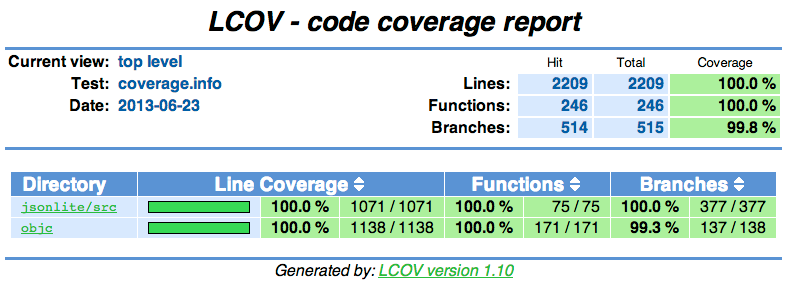 LCOV - code coverage report
Current view: top level Hit Total Coverage
Test: coverage.info Lines: 2209 2209 100.0 %
Date: 2013-06-23 Functions: 246 246 100.0 %
Branches: 514 515 99.8 %
Directory Line Coverage Functions Branches
jsonlite/src 100.0 % 1071 / 1071 100.0 % 75 / 75 100.0 % 377 / 377
objc 100.0 % 1138 / 1138 100.0 % 171 / 171 99.3 % 137 / 138
Generated by: LCOV version 1.10